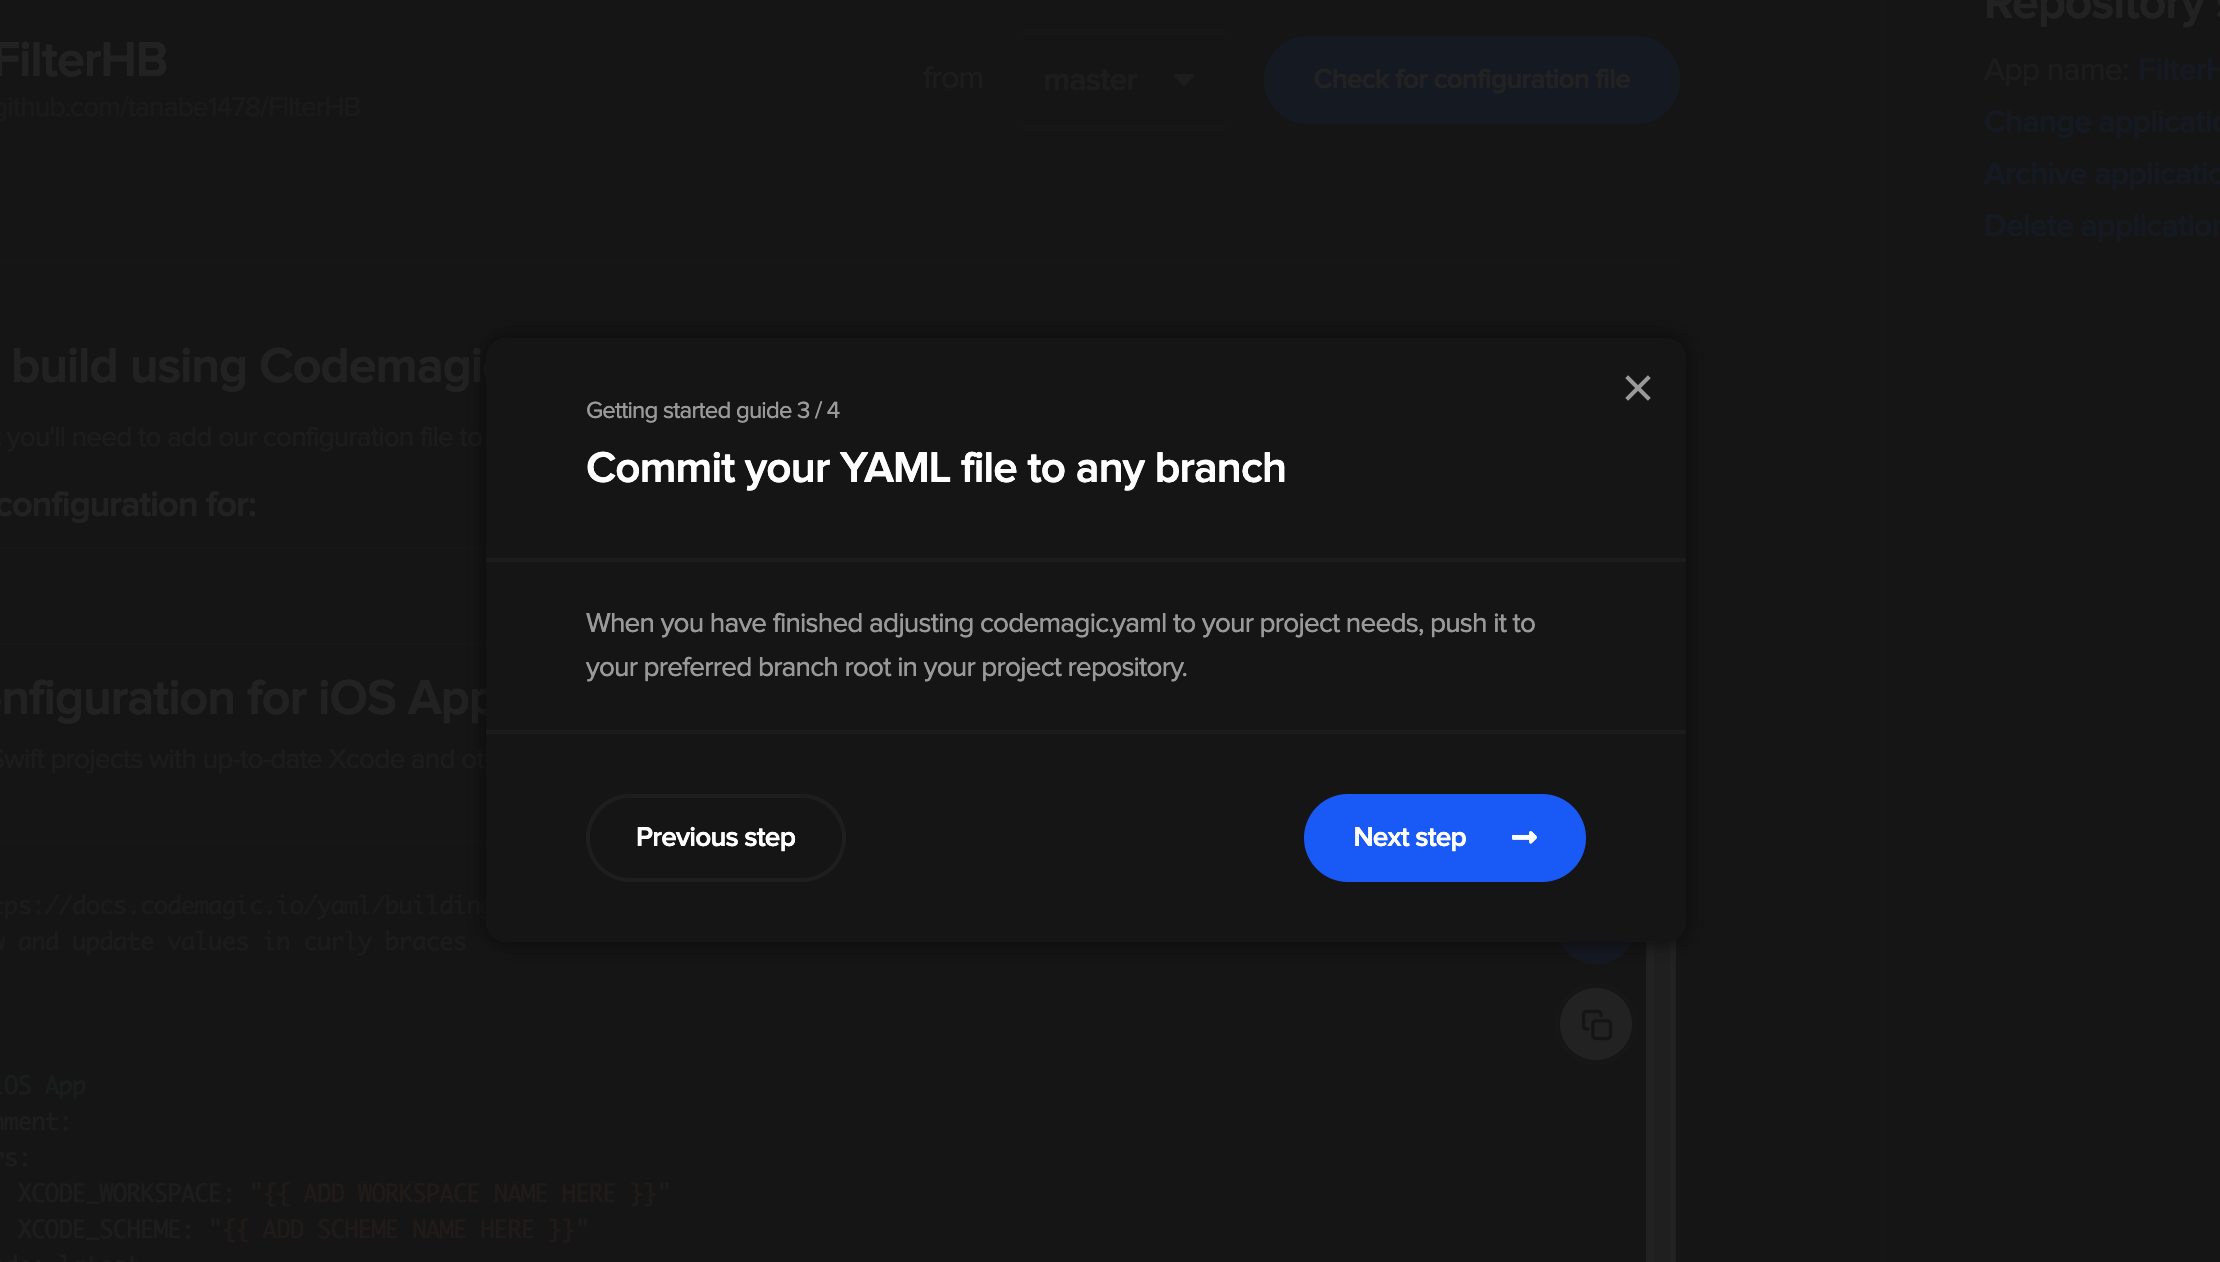 FilterHB
github.com/tanabe1478/FilterHB
from
master
Check for configuration file
Repository
App name: Filter
Change applicati
Archive applicati
Delete application
build using Codemagi
you'll need to add our configuration file to
configuration for:
Getting started guide 3 / 4
Commit your YAML file to any branch
When you have finished adjusting codemagic.yaml to your project needs, push it to
your preferred branch root in your project repository.
Previous step
Next step
nfiguration for iOS App
Swift projects with up-to-date Xcode and
tps://docs.codemagic.io/yaml/building
and update values in curly braces
iOS App
nment:
rs:
XCODE_WORKSPACE: "{{ ADD WORKSPACE NAME HERE }}"
XCODE_SCHEME: "{{ ADD SCHEME NAME HERE }}"